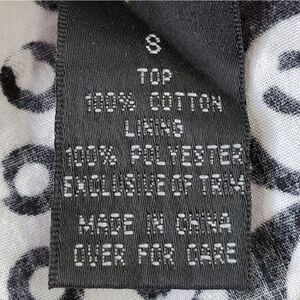 S
TOP
100% COTTON
LINING
100% POLYESTER
EXCLUSIVE OF TRIM
MADE IN CHINA
OVER FOR CARE